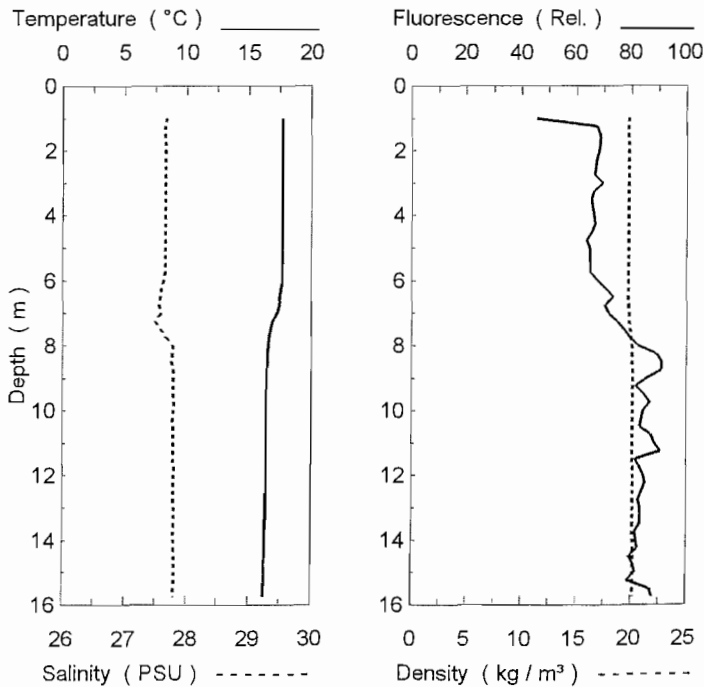 Temperature ( °C )
0 5 10 15 20
Fluorescence ( Rel. )
0 20 40 60 80 100
0
2
4
6
8
10
12
14
16
Depth ( m )
0
2
4
6
8
10
12
14
16
26 27 28 29 30
Salinity ( PSU )
0 5 10 15 20 25
Density ( kg / m³ )